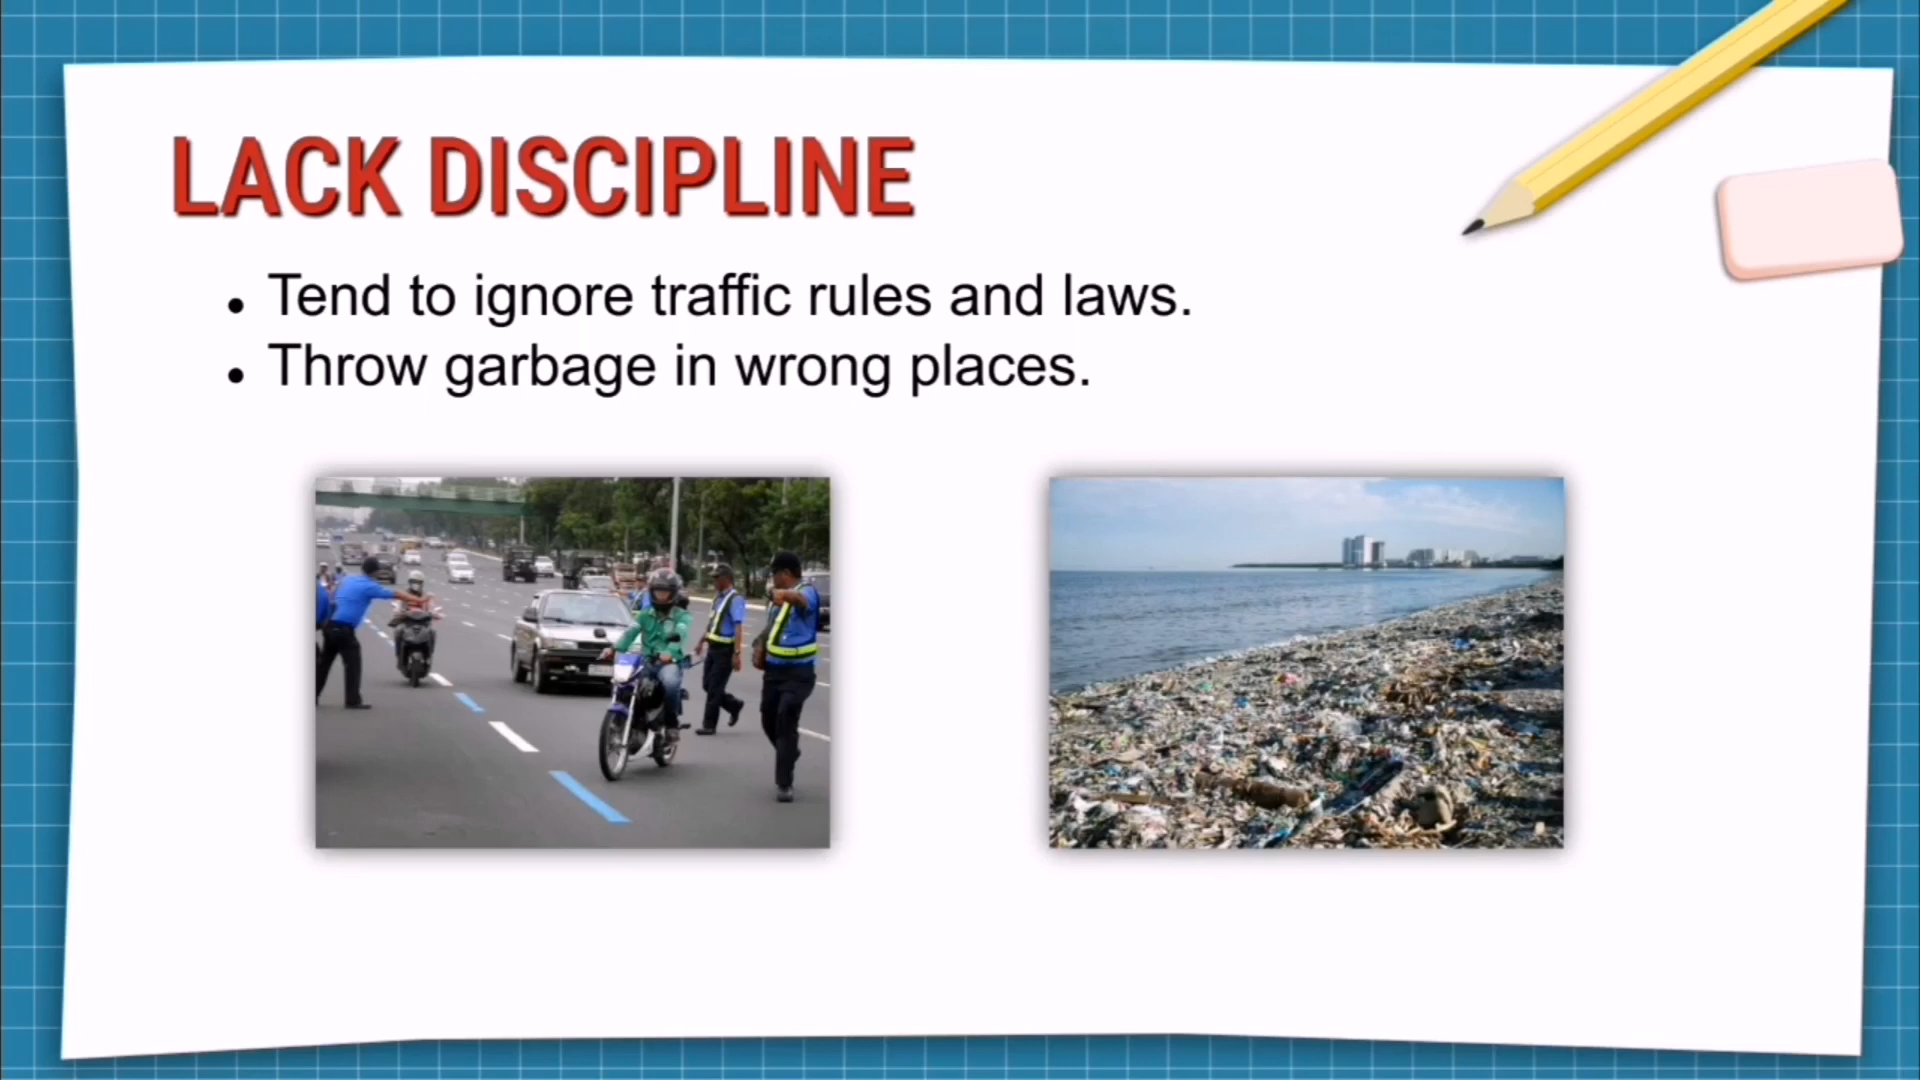 LACK DISCIPLINE
• Tend to ignore traffic rules and laws.
• Throw garbage in wrong places.